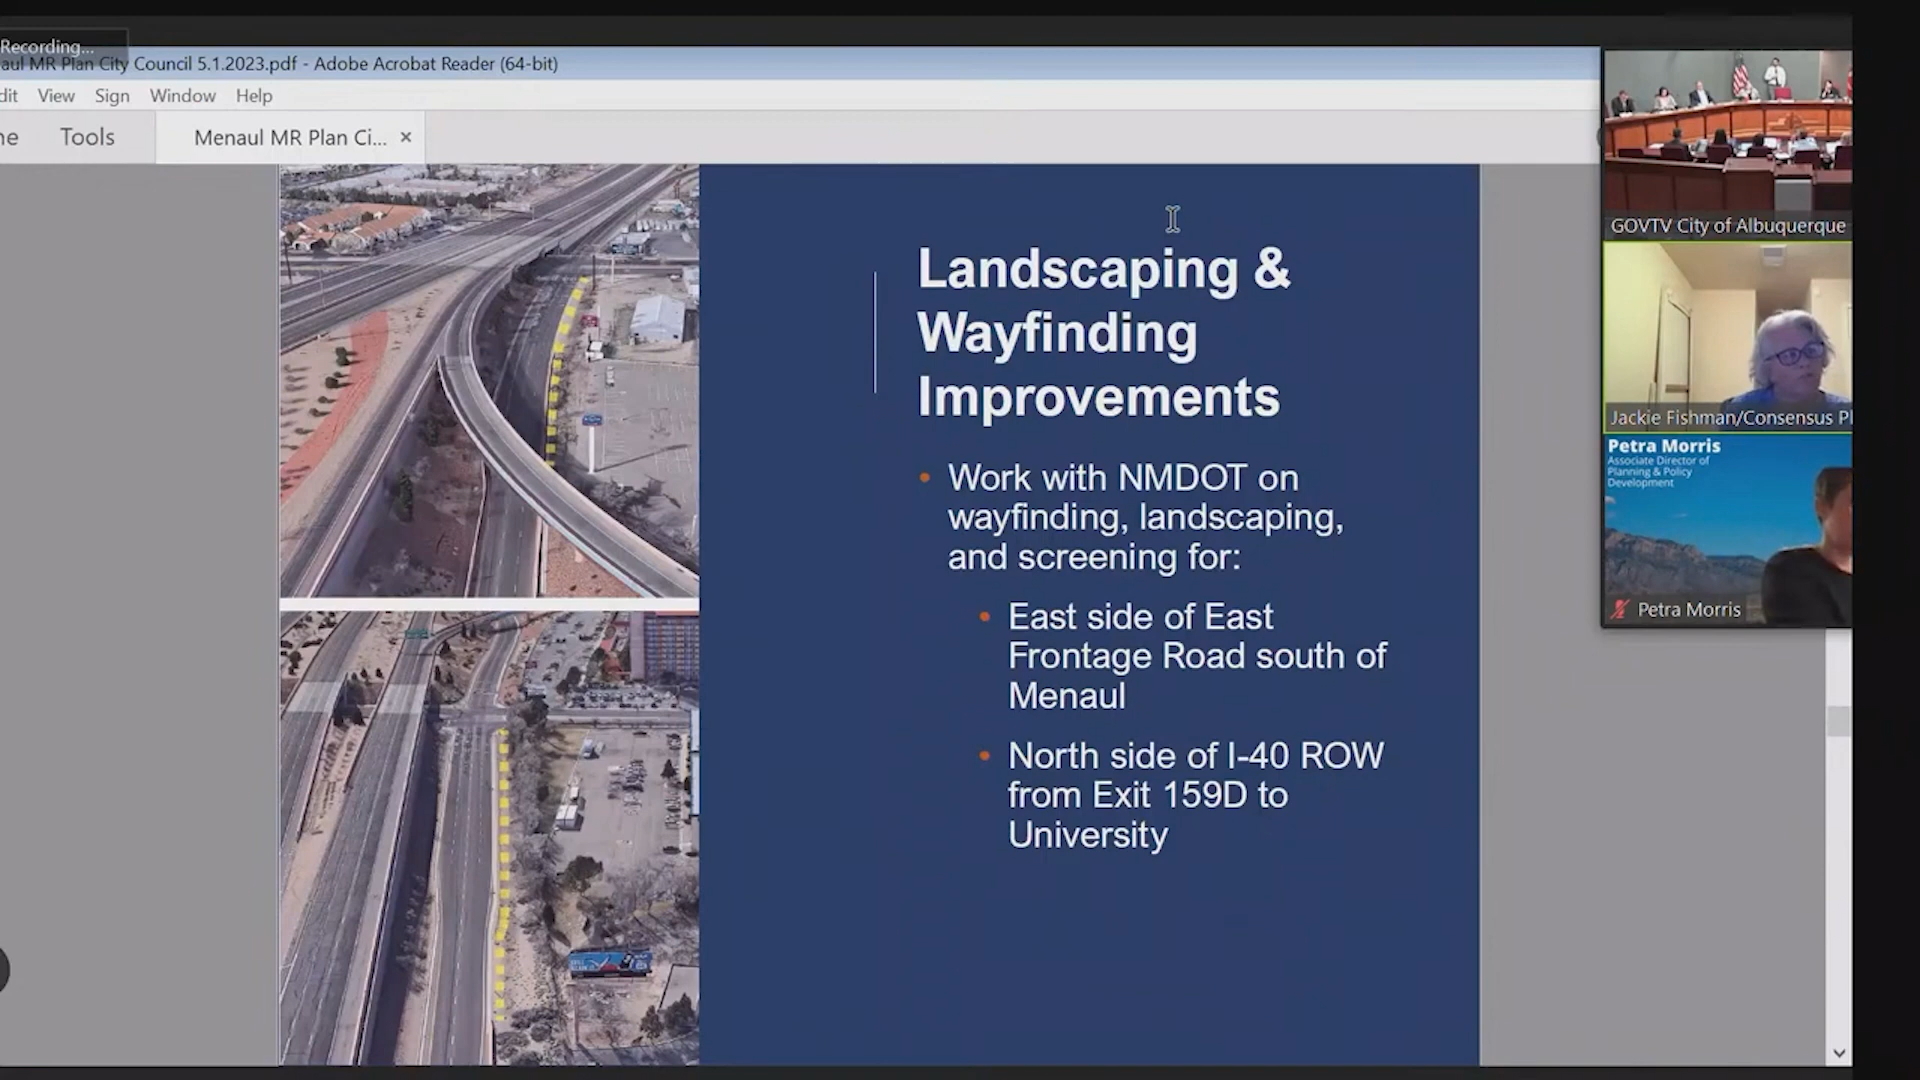 Recording...
aul MR Plan City Council 5.1.2023.pdf - Adobe Acrobat Reader (64-bit)
dit View Sign Window Help
ne Tools Menaul MR Plan Ci... ×
Landscaping &
Wayfinding
Improvements
• Work with NMDOT on
wayfinding, landscaping,
and screening for:
• East side of East
Frontage Road south of
Menaul
• North side of I-40 ROW
from Exit 159D to
University
GOVTV City of Albuquerque
Jackie Fishman/Consensus Pl
Petra Morris
Associate Director of
Planning & Policy
Development
Petra Morris